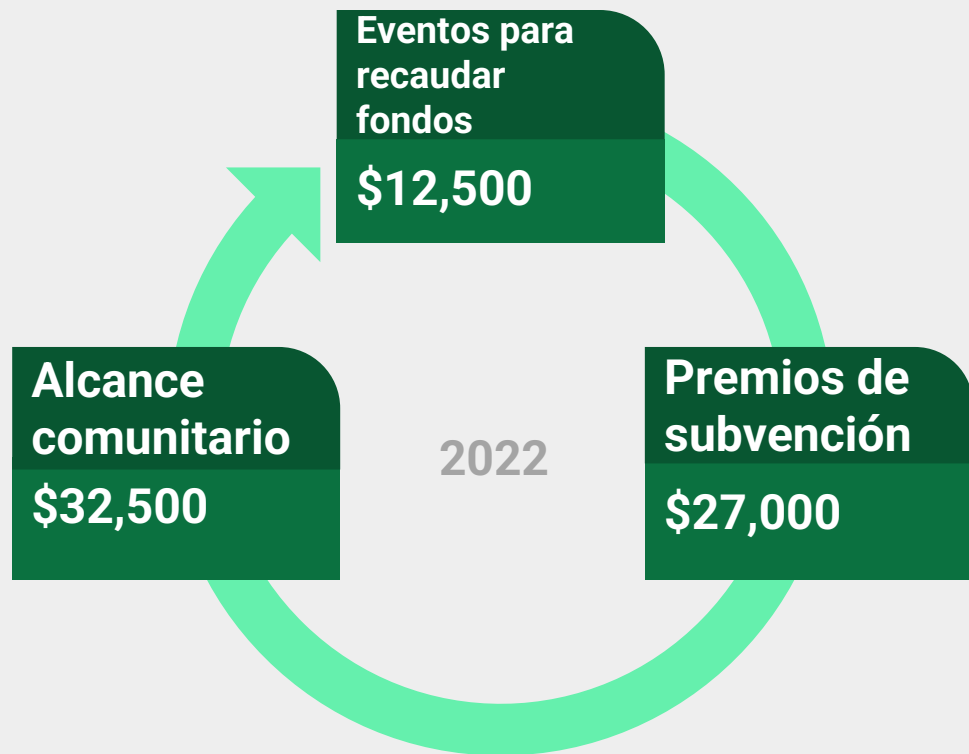 Eventos para
recaudar
fondos
$12,500
Alcance
comunitario
$32,500
2022
Premios de
subvención
$27,000